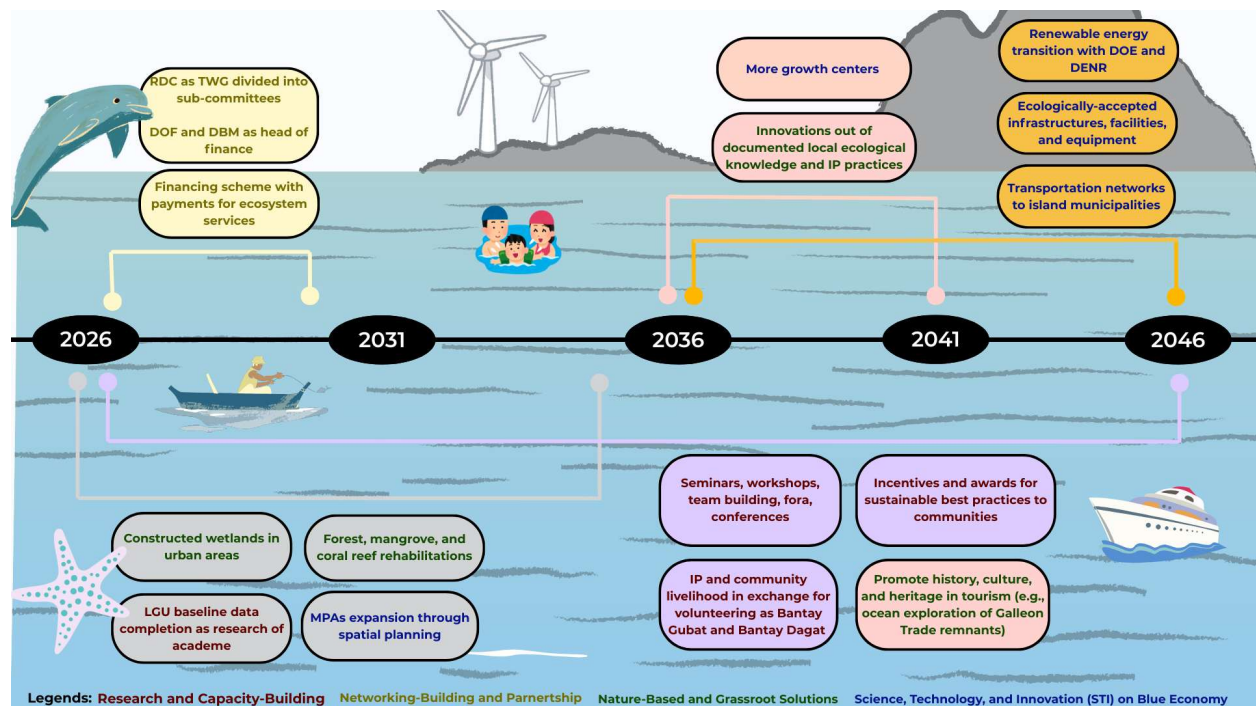 RDC as TWG divided into
sub-committees
DOF and DBM as head of
finance
Financing scheme with
payments for ecosystem
services
More growth centers
Innovations out of
documented local ecological
knowledge and IP practices
Renewable energy
transition with DOE and
DENR
Ecologically-accepted
infrastructures, facilities,
and equipment
Transportation networks
to island municipalities
2026
2031
2036
2041
2046
Constructed wetlands in
urban areas
Forest, mangrove, and
coral reef rehabilitations
LGU baseline data
completion as research of
academe
MPAs expansion through
spatial planning
Seminars, workshops,
team building, fora,
conferences
Incentives and awards for
sustainable best practices to
communities
IP and community
livelihood in exchange for
volunteering as Bantay
Gubat and Bantay Dagat
Promote history, culture,
and heritage in tourism (e.g.,
ocean exploration of Galleon
Trade remnants)
Legends: Research and Capacity-Building Networking-Building and Parnertship Nature-Based and Grassroot Solutions Science, Technology, and Innovation (STI) on Blue Economy